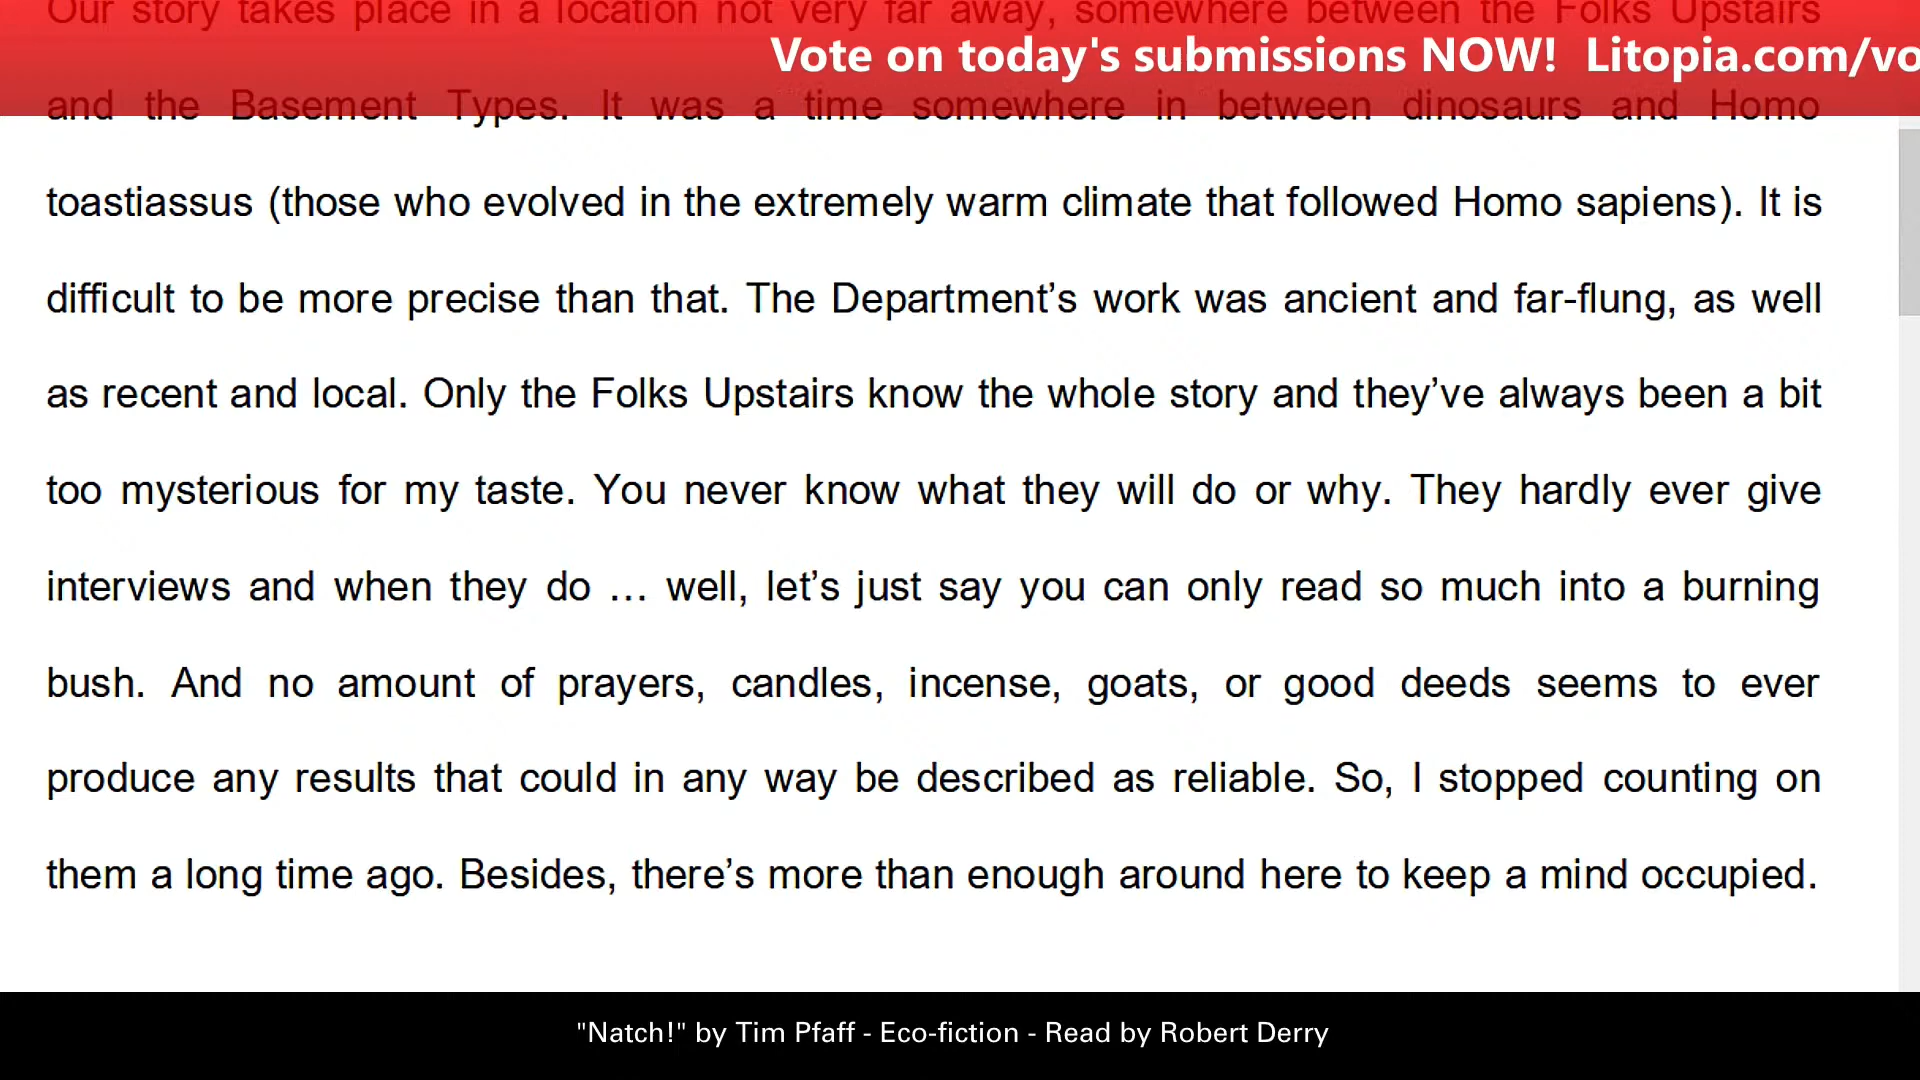 Our story takes place in a location not very far away, somewhere between the Folks Upstairs
Vote on today's submissions NOW!  Litopia.com/vo
and the Basement Types. It was a time somewhere in between dinosaurs and Homo
toastiassus (those who evolved in the extremely warm climate that followed Homo sapiens). It is
difficult to be more precise than that. The Department’s work was ancient and far-flung, as well
as recent and local. Only the Folks Upstairs know the whole story and they’ve always been a bit
too mysterious for my taste. You never know what they will do or why. They hardly ever give
interviews and when they do … well, let’s just say you can only read so much into a burning
bush. And no amount of prayers, candles, incense, goats, or good deeds seems to ever
produce any results that could in any way be described as reliable. So, I stopped counting on
them a long time ago. Besides, there’s more than enough around here to keep a mind occupied.
"Natch!" by Tim Pfaff - Eco-fiction - Read by Robert Derry